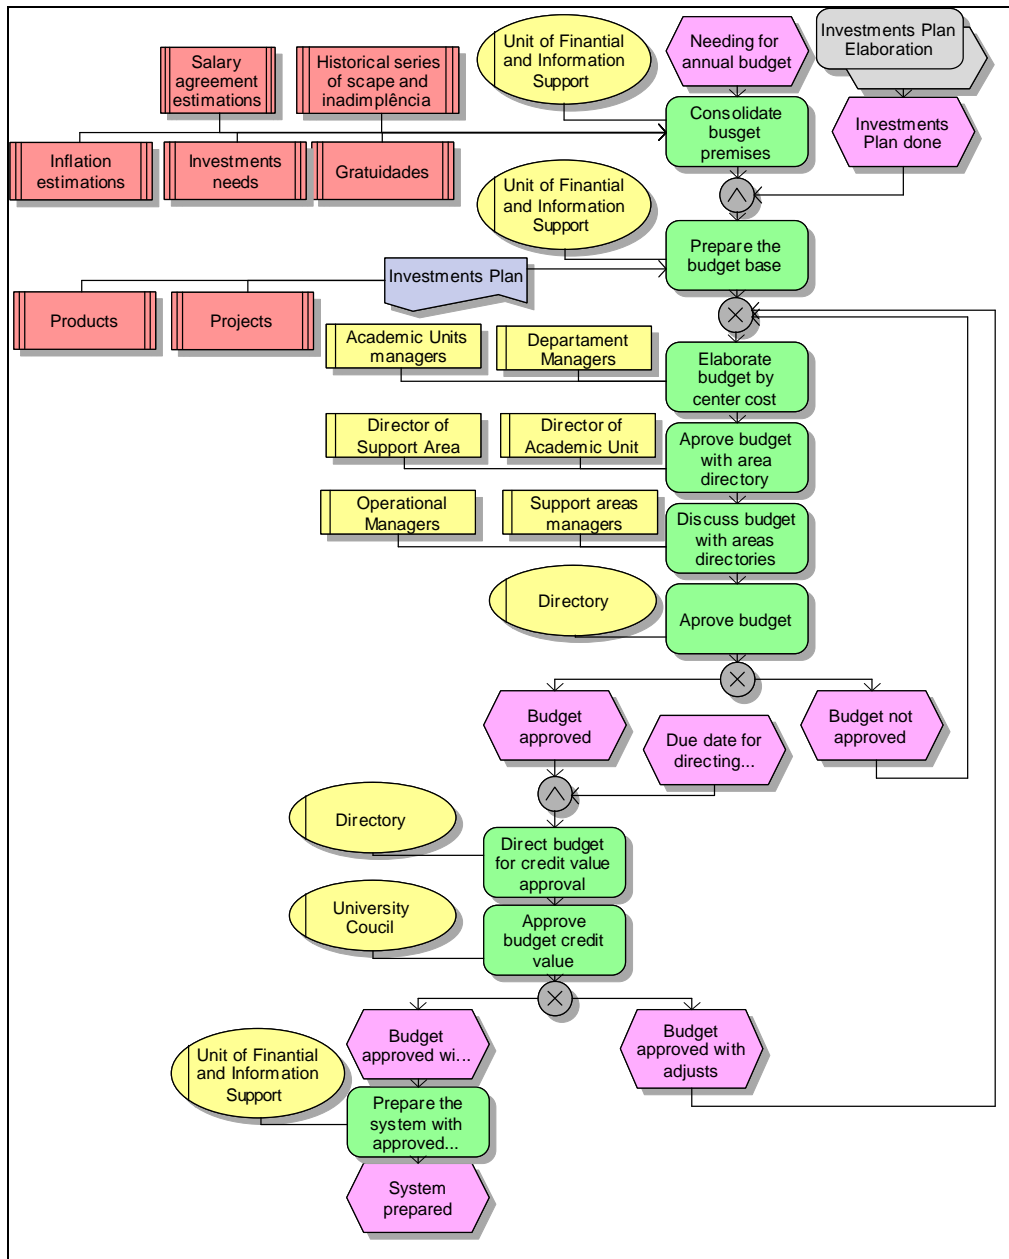 Salary
agreement
estimations
Historical series
of scape and
inadimplência
Unit of Finantial
and Information
Support
Needing for
annual budget
Investments Plan
Elaboration
Inflation
estimations
Investments
needs
Gratuidades
Consolidate
busget
premises
Investments
Plan done
Unit of Finantial
and Information
Support
Prepare the
budget base
Investments Plan
Products
Projects
Academic Units
managers
Departament
Managers
Elaborate
budget by
center cost
Director of
Support Area
Director of
Academic Unit
Aprove budget
with area
directory
Operational
Managers
Support areas
managers
Discuss budget
with areas
directories
Directory
Aprove budget
Budget
approved
Due date for
directing...
Budget not
approved
Directory
Direct budget
for credit value
approval
University
Coucil
Approve
budget credit
value
Unit of Finantial
and Information
Support
Budget
approved wi...
Budget
approved with
adjusts
Prepare the
system with
approved...
System
prepared